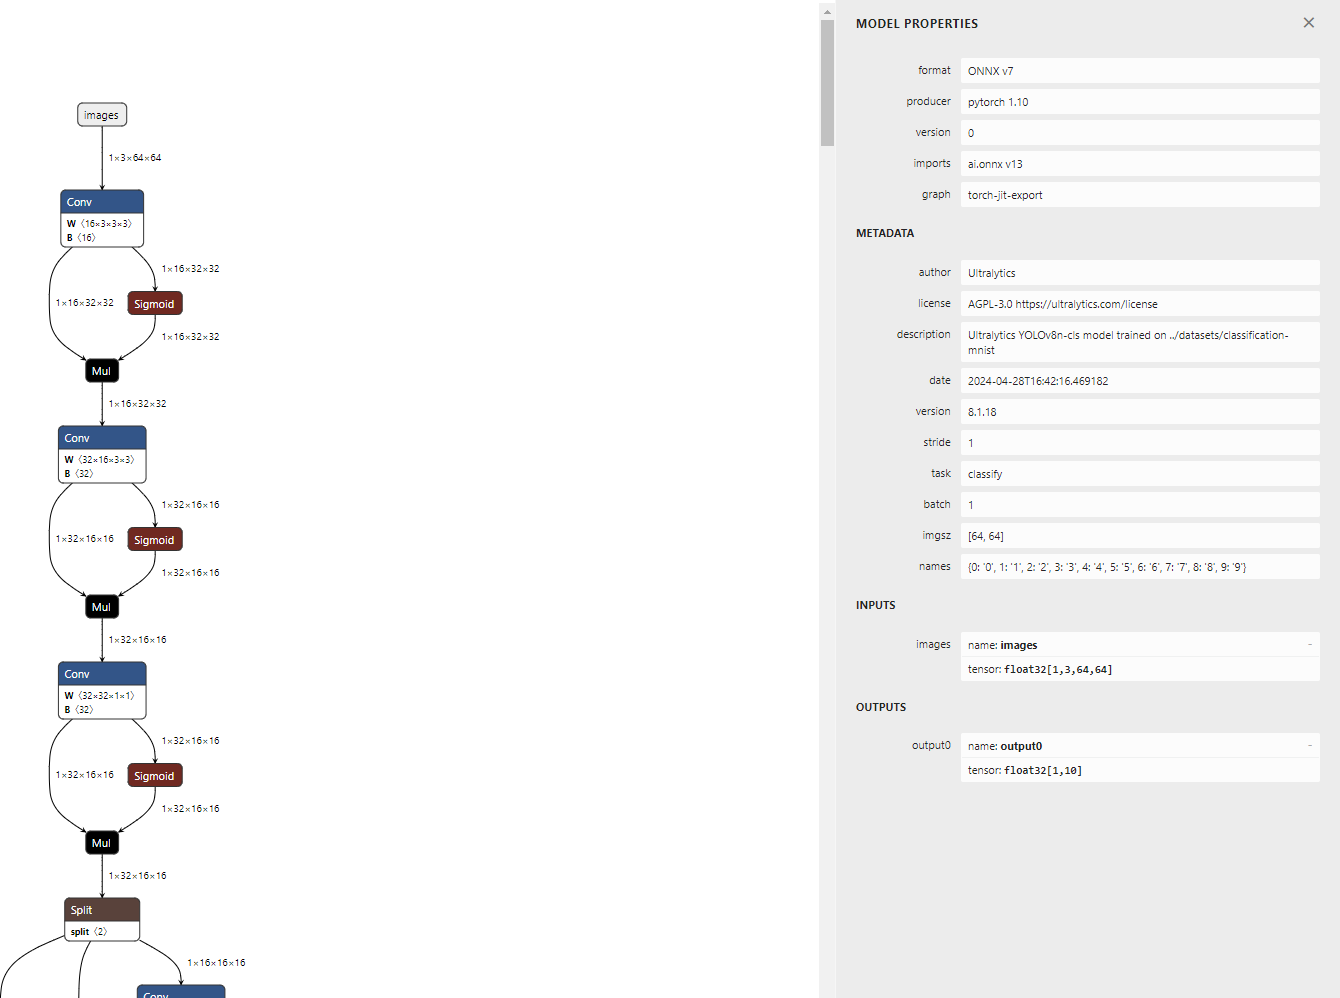 images
1×3×64×64
Conv
W ⟨16×3×3×3⟩
B ⟨16⟩
1×16×32×32
1×16×32×32
Sigmoid
1×16×32×32
Mul
1×16×32×32
Conv
W ⟨32×16×3×3⟩
B ⟨32⟩
1×32×16×16
1×32×16×16
Sigmoid
1×32×16×16
Mul
1×32×16×16
Conv
W ⟨32×32×1×1⟩
B ⟨32⟩
1×32×16×16
1×32×16×16
Sigmoid
1×32×16×16
Mul
1×32×16×16
Split
split ⟨2⟩
1×16×16×16
Conv
MODEL PROPERTIES
format ONNX v7
producer pytorch 1.10
version 0
imports ai.onnx v13
graph torch-jit-export
METADATA
author Ultralytics
license AGPL-3.0 https://ultralytics.com/license
description Ultralytics YOLOv8n-cls model trained on ../datasets/classification-
mnist
date 2024-04-28T16:42:16.469182
version 8.1.18
stride 1
task classify
batch 1
imgsz [64, 64]
names {0: '0', 1: '1', 2: '2', 3: '3', 4: '4', 5: '5', 6: '6', 7: '7', 8: '8', 9: '9'}
INPUTS
images name: images -
tensor: float32[1,3,64,64]
OUTPUTS
output0 name: output0 -
tensor: float32[1,10]